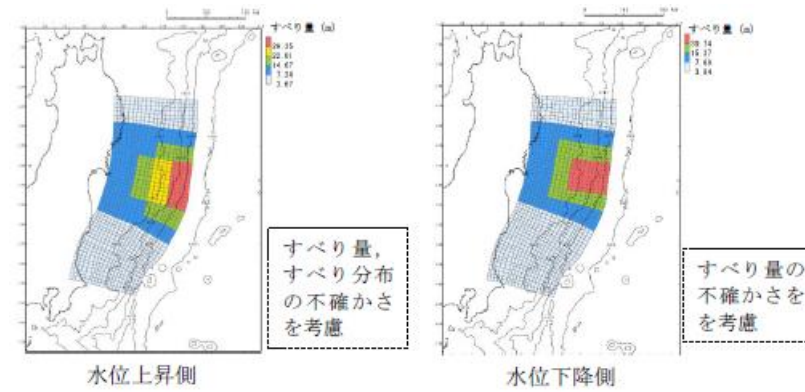 すべり量 (m)
29.35
22.01
14.67
7.34
3.67
すべり量,
すべり分布
の不確かさ
を考慮
水位上昇側
すべり量 (m)
30.74
15.37
7.69
3.84
すべり量の
不確かさを
を考慮
水位下降側